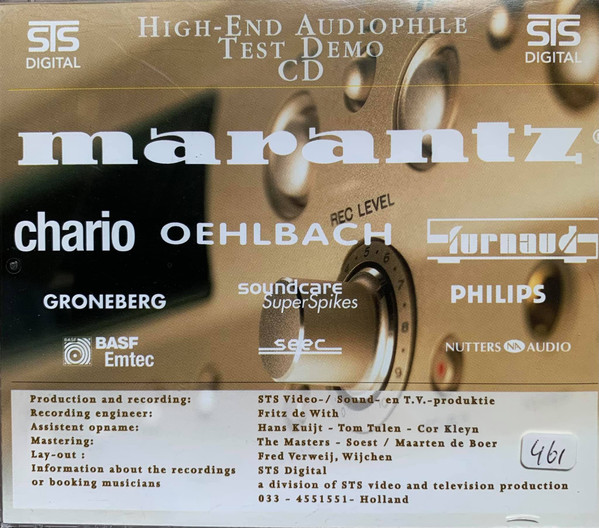 STS
DIGITAL
HIGH-END AUDIOPHILE
TEST DEMO
CD
STS
DIGITAL
marantz
chario
OEHLBACH
furnaud
REC LEVEL
GRONEBERG
soundcare
SuperSpikes
PHILIPS
BASF
BASF
Emtec
seec
NUTTERS NA AUDIO
Production and recording: STS Video-/ Sound- en T.V.-produktie
Recording engineer: Fritz de With
Assistent opname: Hans Kuijt - Tom Tulen - Cor Kleyn
Mastering: The Masters - Soest / Maarten de Boer
Lay-out : Fred Verweij, Wijchen
Information about the recordings STS Digital
or booking musicians a division of STS video and television production
033 - 4551551- Holland
461